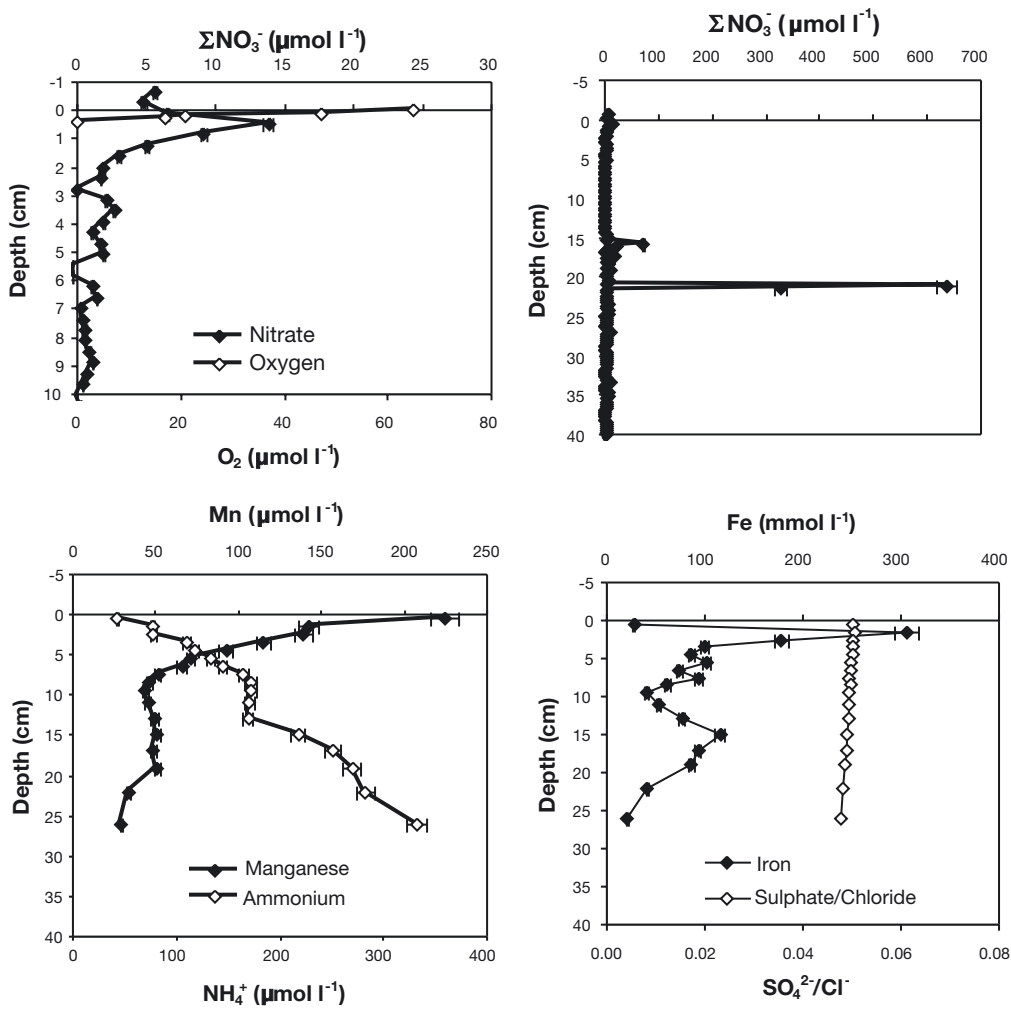 ΣNO₃⁻ (µmol l⁻¹)
0 5 10 15 20 25 30
-1
0
1
2
3
4
5
6
7
8
9
10
Depth (cm)
Nitrate
Oxygen
0 20 40 60 80
O₂ (µmol l⁻¹)
ΣNO₃⁻ (µmol l⁻¹)
0 100 200 300 400 500 600 700
-5
0
5
10
15
20
25
30
35
40
Depth (cm)
Mn (µmol l⁻¹)
0 50 100 150 200 250
-5
0
5
10
15
20
25
30
35
40
Depth (cm)
Manganese
Ammonium
0 100 200 300 400
NH₄⁺ (µmol l⁻¹)
Fe (mmol l⁻¹)
0 100 200 300 400
-5
0
5
10
15
20
25
30
35
40
Depth (cm)
Iron
Sulphate/Chloride
0.00 0.02 0.04 0.06 0.08
SO₄²⁻/Cl⁻